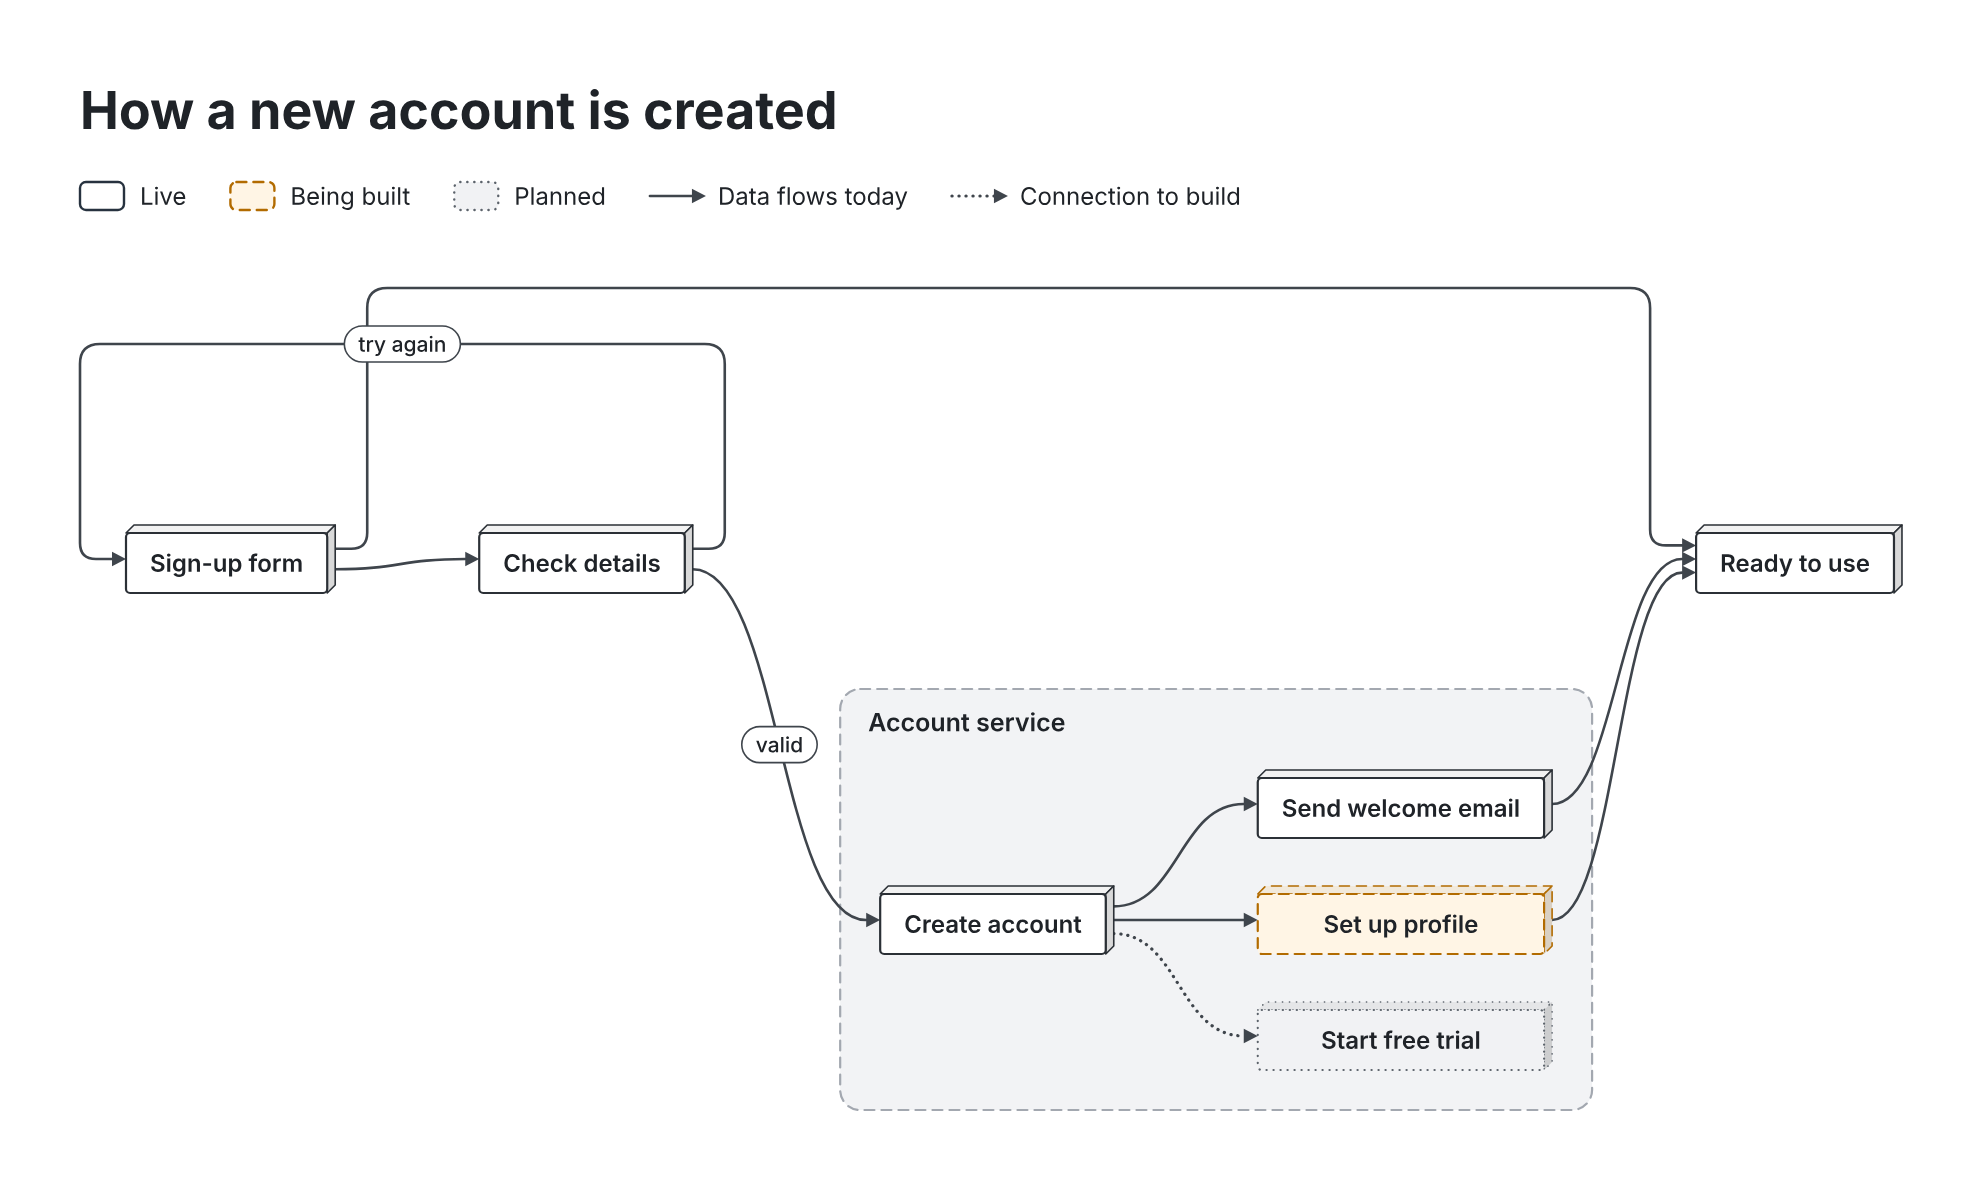 How a new account is created
Live
Being built
Planned
Data flows today
Connection to build
try again
Sign-up form
Check details
Ready to use
valid
Account service
Send welcome email
Create account
Set up profile
Start free trial